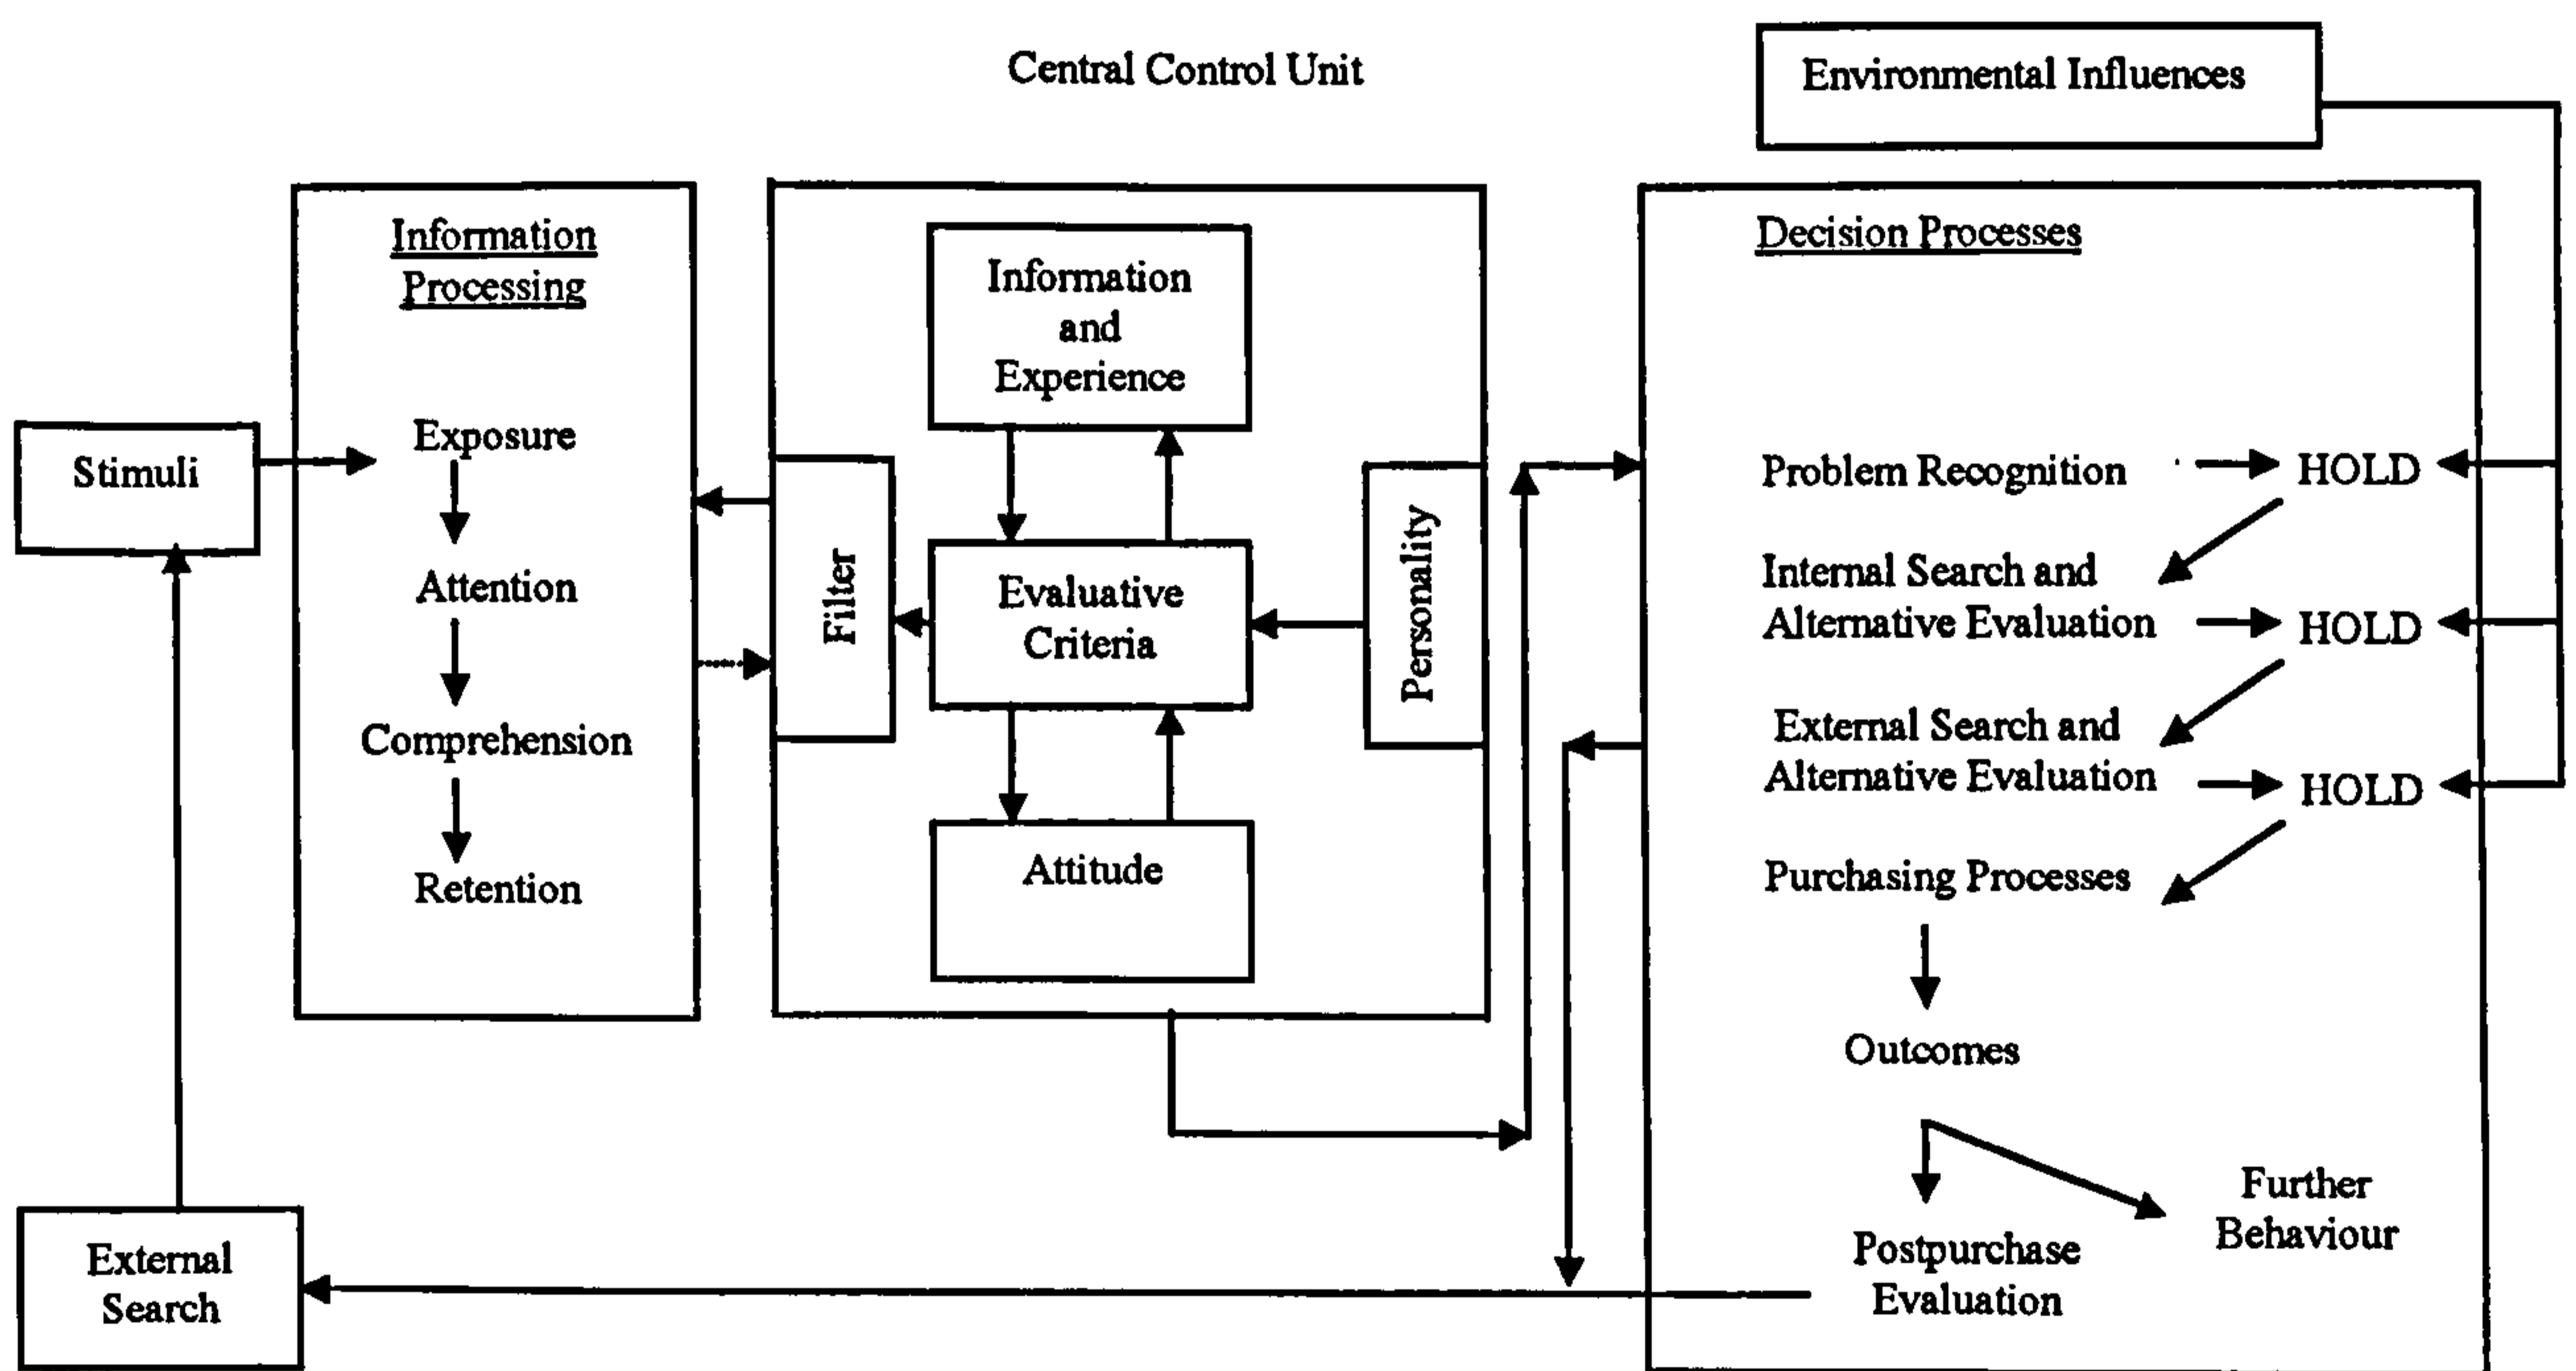 Central Control Unit
Environmental Influences
Information
Processing
Exposure
Attention
Comprehension
Retention
Stimuli
External
Search
Filter
Information
and
Experience
Evaluative
Criteria
Attitude
Personality
Decision Processes
Problem Recognition
HOLD
Internal Search and
Alternative Evaluation
HOLD
External Search and
Alternative Evaluation
HOLD
Purchasing Processes
Outcomes
Postpurchase
Evaluation
Further
Behaviour